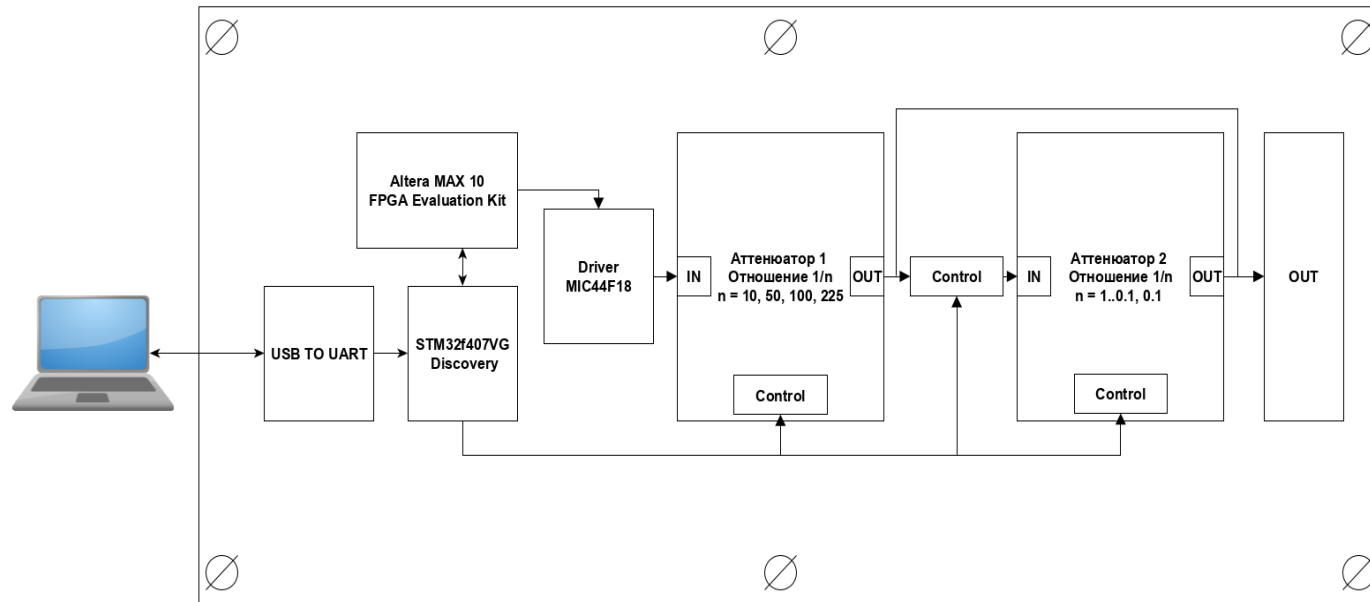 Altera MAX 10
FPGA Evaluation Kit
Driver
MIC44F18
IN
Аттенюатор 1
Отношение 1/n
n = 10, 50, 100, 225
OUT
Control
IN
Аттенюатор 2
Отношение 1/n
n = 1..0.1, 0.1
OUT
OUT
USB TO UART
STM32f407VG
Discovery
Control
Control